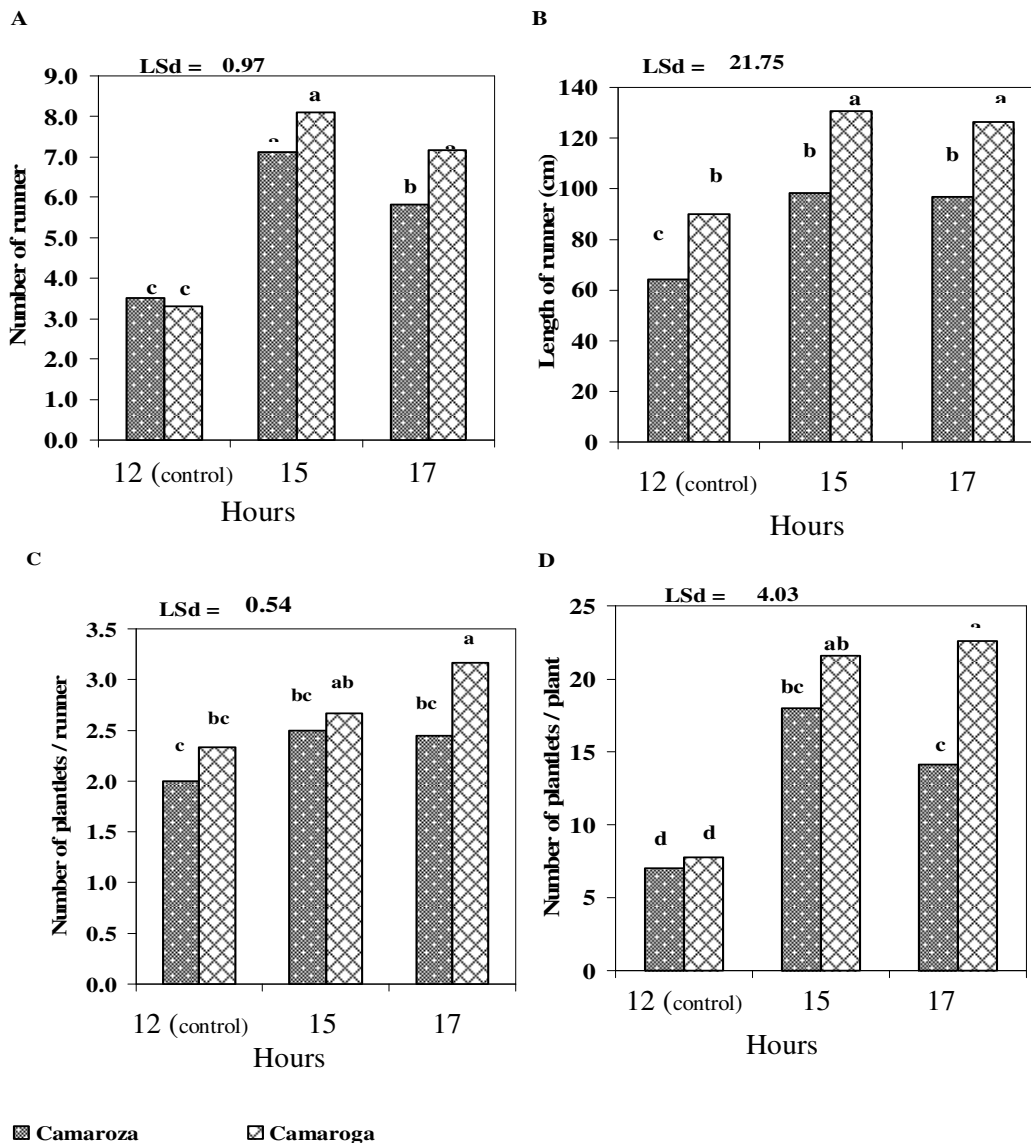 A
LSd = 0.97
9.0
8.0
7.0
6.0
5.0
4.0
3.0
2.0
1.0
0.0
Number of runner
c c
a a
b a
12 (control) 15 17
Hours
B
LSd = 21.75
140
120
100
80
60
40
20
0
Length of runner (cm)
c b
b a
b a
12 (control) 15 17
Hours
C
LSd = 0.54
3.5
3.0
2.5
2.0
1.5
1.0
0.5
0.0
Number of plantlets / runner
c bc
bc ab
bc a
12 (control) 15 17
Hours
D
LSd = 4.03
25
20
15
10
5
0
Number of plantlets / plant
d d
bc ab
c a
12 (control) 15 17
Hours
Camaroza Camaroga